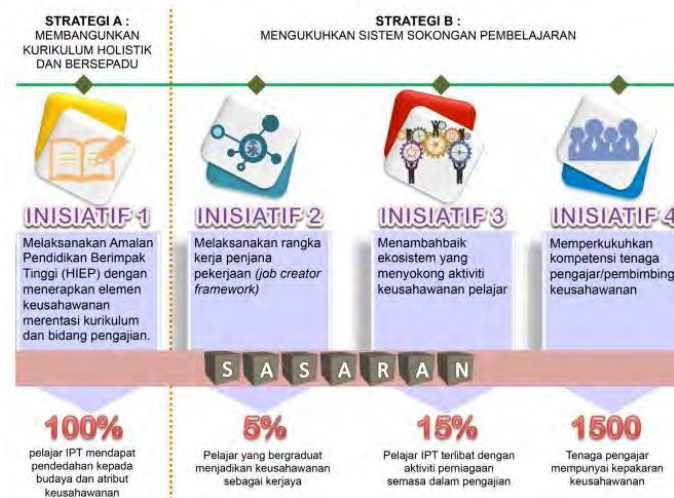 STRATEGI A :
MEMBANGUNKAN
KURIKULUM HOLISTIK
DAN BERSEPADU
STRATEGI B :
MENGUKUHKAN SISTEM SOKONGAN PEMBELAJARAN
INISIATIF 1
Melaksanakan Amalan
Pendidikan Berimpak
Tinggi (HIEP) dengan
menerapkan elemen
keusahawanan
merentasi kurikulum
dan bidang pengajian.
INISIATIF 2
Melaksanakan rangka
kerja penjana
pekerjaan (job creator
framework)
INISIATIF 3
Menambahbaik
ekosistem yang
menyokong aktiviti
keusahawanan pelajar
INISIATIF 4
Memperkukuhkan
kompetensi tenaga
pengajar/pembimbing
keusahawanan
SASARAN
100%
pelajar IPT mendapat
pendedahan kepada
budaya dan atribut
keusahawanan
5%
Pelajar yang bergraduat
menjadikan keusahawanan
sebagai kerjaya
15%
Pelajar IPT terlibat dengan
aktiviti perniagaan
semasa dalam pengajian
1500
Tenaga pengajar
mempunyai kepakaran
keusahawanan